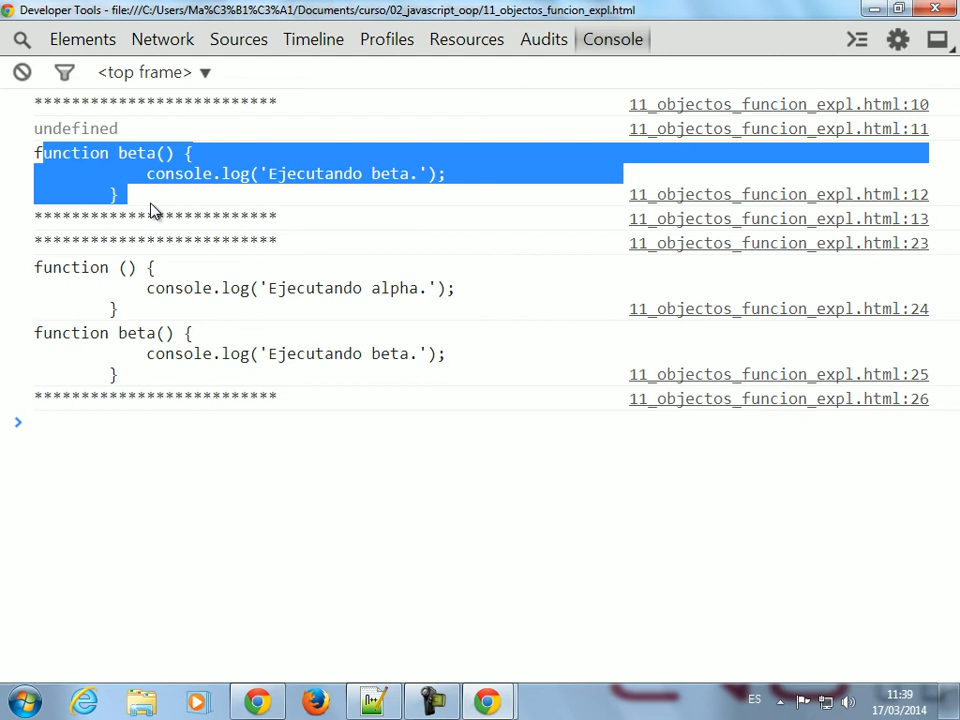 Developer Tools - file:///C:/Users/Ma%C3%B1%C3%A1/Documents/curso/02_javascript_oop/11_objectos_funcion_expl.html
Elements Network Sources Timeline Profiles Resources Audits Console
<top frame> ▼
************************** 11_objectos_funcion_expl.html:10
undefined 11_objectos_funcion_expl.html:11
function beta() {
console.log('Ejecutando beta.');
} 11_objectos_funcion_expl.html:12
************************** 11_objectos_funcion_expl.html:13
************************** 11_objectos_funcion_expl.html:23
function () {
console.log('Ejecutando alpha.');
} 11_objectos_funcion_expl.html:24
function beta() {
console.log('Ejecutando beta.');
} 11_objectos_funcion_expl.html:25
************************** 11_objectos_funcion_expl.html:26
>
ES
11:39
17/03/2014